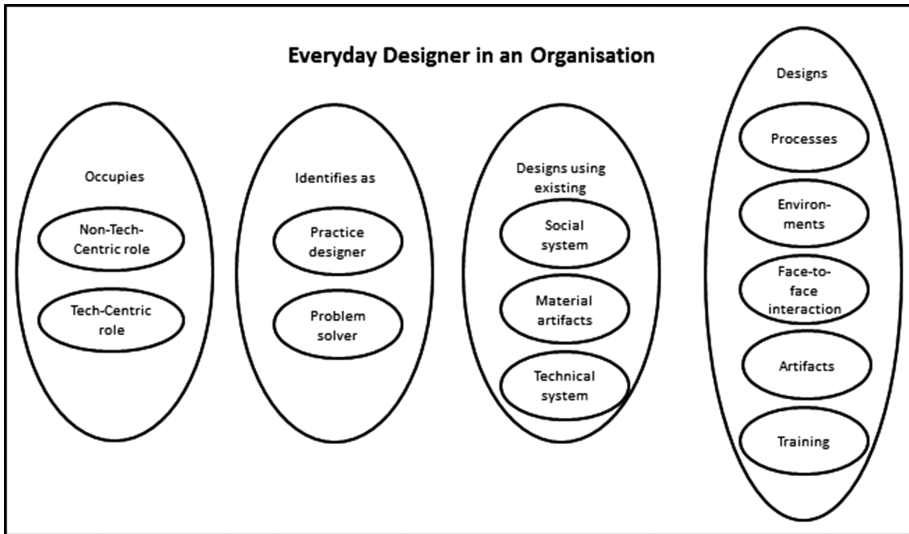 Everyday Designer in an Organisation
Occupies
Non-Tech-
Centric role
Tech-Centric
role
Identifies as
Practice
designer
Problem
solver
Designs using
existing
Social
system
Material
artifacts
Technical
system
Designs
Processes
Environ-
ments
Face-to-
face
interaction
Artifacts
Training